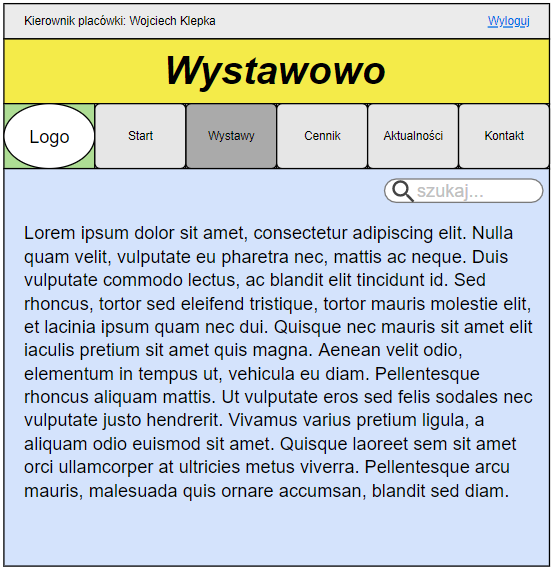 Kierownik placówki: Wojciech Klepka
Wyloguj
Wystawowo
Logo
Start
Wystawy
Cennik
Aktualności
Kontakt
szukaj...
Lorem ipsum dolor sit amet, consectetur adipiscing elit. Nulla
quam velit, vulputate eu pharetra nec, mattis ac neque. Duis
vulputate commodo lectus, ac blandit elit tincidunt id. Sed
rhoncus, tortor sed eleifend tristique, tortor mauris molestie elit,
et lacinia ipsum quam nec dui. Quisque nec mauris sit amet elit
iaculis pretium sit amet quis magna. Aenean velit odio,
elementum in tempus ut, vehicula eu diam. Pellentesque
rhoncus aliquam mattis. Ut vulputate eros sed felis sodales nec
vulputate justo hendrerit. Vivamus varius pretium ligula, a
aliquam odio euismod sit amet. Quisque laoreet sem sit amet
orci ullamcorper at ultricies metus viverra. Pellentesque arcu
mauris, malesuada quis ornare accumsan, blandit sed diam.